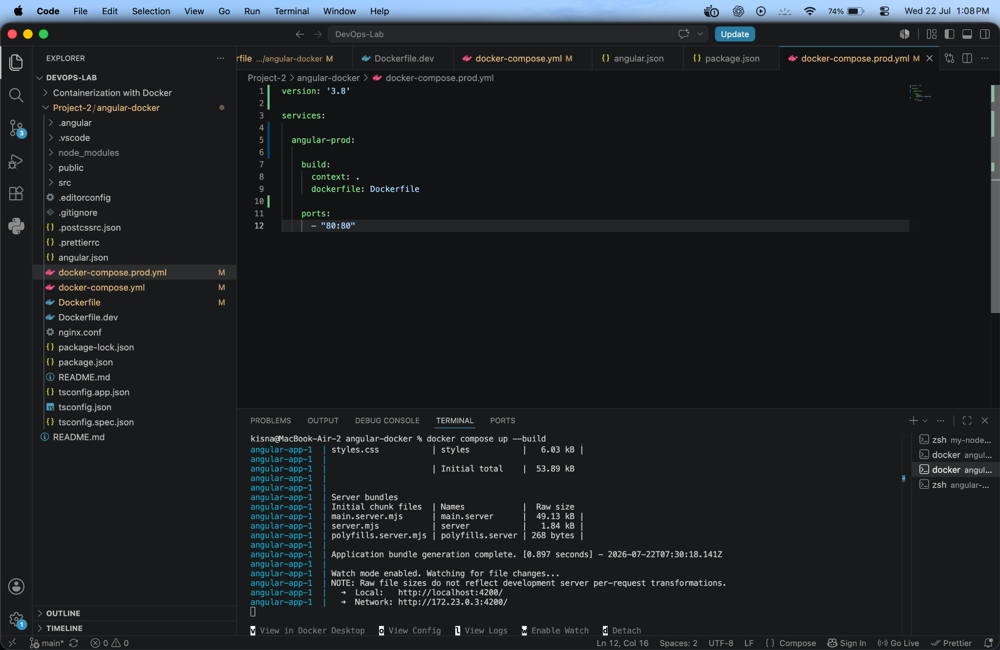 Code File Edit Selection View Go Run Terminal Window Help 74% Wed 22 Jul 1:08 PM
DevOps-Lab Update
EXPLORER
rfile .../angular-docker M Dockerfile.dev docker-compose.yml M {} angular.json {} package.json docker-compose.prod.yml M
Project-2 > angular-docker > docker-compose.prod.yml
DEVOPS-LAB
Containerization with Docker
Project-2/angular-docker
.angular
.vscode
node_modules
public
src
.editorconfig
.gitignore
{} .postcssrc.json
{} .prettierrc
{} angular.json
docker-compose.prod.yml M
docker-compose.yml M
Dockerfile M
Dockerfile.dev
nginx.conf
{} package-lock.json
{} package.json
README.md
{} tsconfig.app.json
TS tsconfig.json
{} tsconfig.spec.json
README.md
3
OUTLINE
TIMELINE
1
1 version: '3.8'
2
3 services:
4
5 angular-prod:
6
7 build:
8 context: .
9 dockerfile: Dockerfile
10
11 ports:
12 - "80:80"
PROBLEMS OUTPUT DEBUG CONSOLE TERMINAL PORTS
kisna@MacBook-Air-2 angular-docker % docker compose up --build
angular-app-1 | styles.css | styles | 6.03 kB |
angular-app-1 |
angular-app-1 | | Initial total | 53.89 kB
angular-app-1 |
angular-app-1 |
angular-app-1 | Server bundles
angular-app-1 | Initial chunk files | Names | Raw size
angular-app-1 | main.server.mjs | main.server | 49.13 kB |
angular-app-1 | server.mjs | server | 1.84 kB |
angular-app-1 | polyfills.server.mjs | polyfills.server | 268 bytes |
angular-app-1 |
angular-app-1 | Application bundle generation complete. [0.897 seconds] - 2026-07-22T07:30:18.141Z
angular-app-1 |
angular-app-1 | Watch mode enabled. Watching for file changes...
angular-app-1 | NOTE: Raw file sizes do not reflect development server per-request transformations.
angular-app-1 | ➜ Local: http://localhost:4200/
angular-app-1 | ➜ Network: http://172.23.0.3:4200/
v View in Docker Desktop o View Config l View Logs w Enable Watch d Detach
zsh my-node...
docker angul...
docker angul...
zsh angular-...
main* 0 0 Ln 12, Col 16 Spaces: 2 UTF-8 LF {} Compose Sign In Go Live Prettier